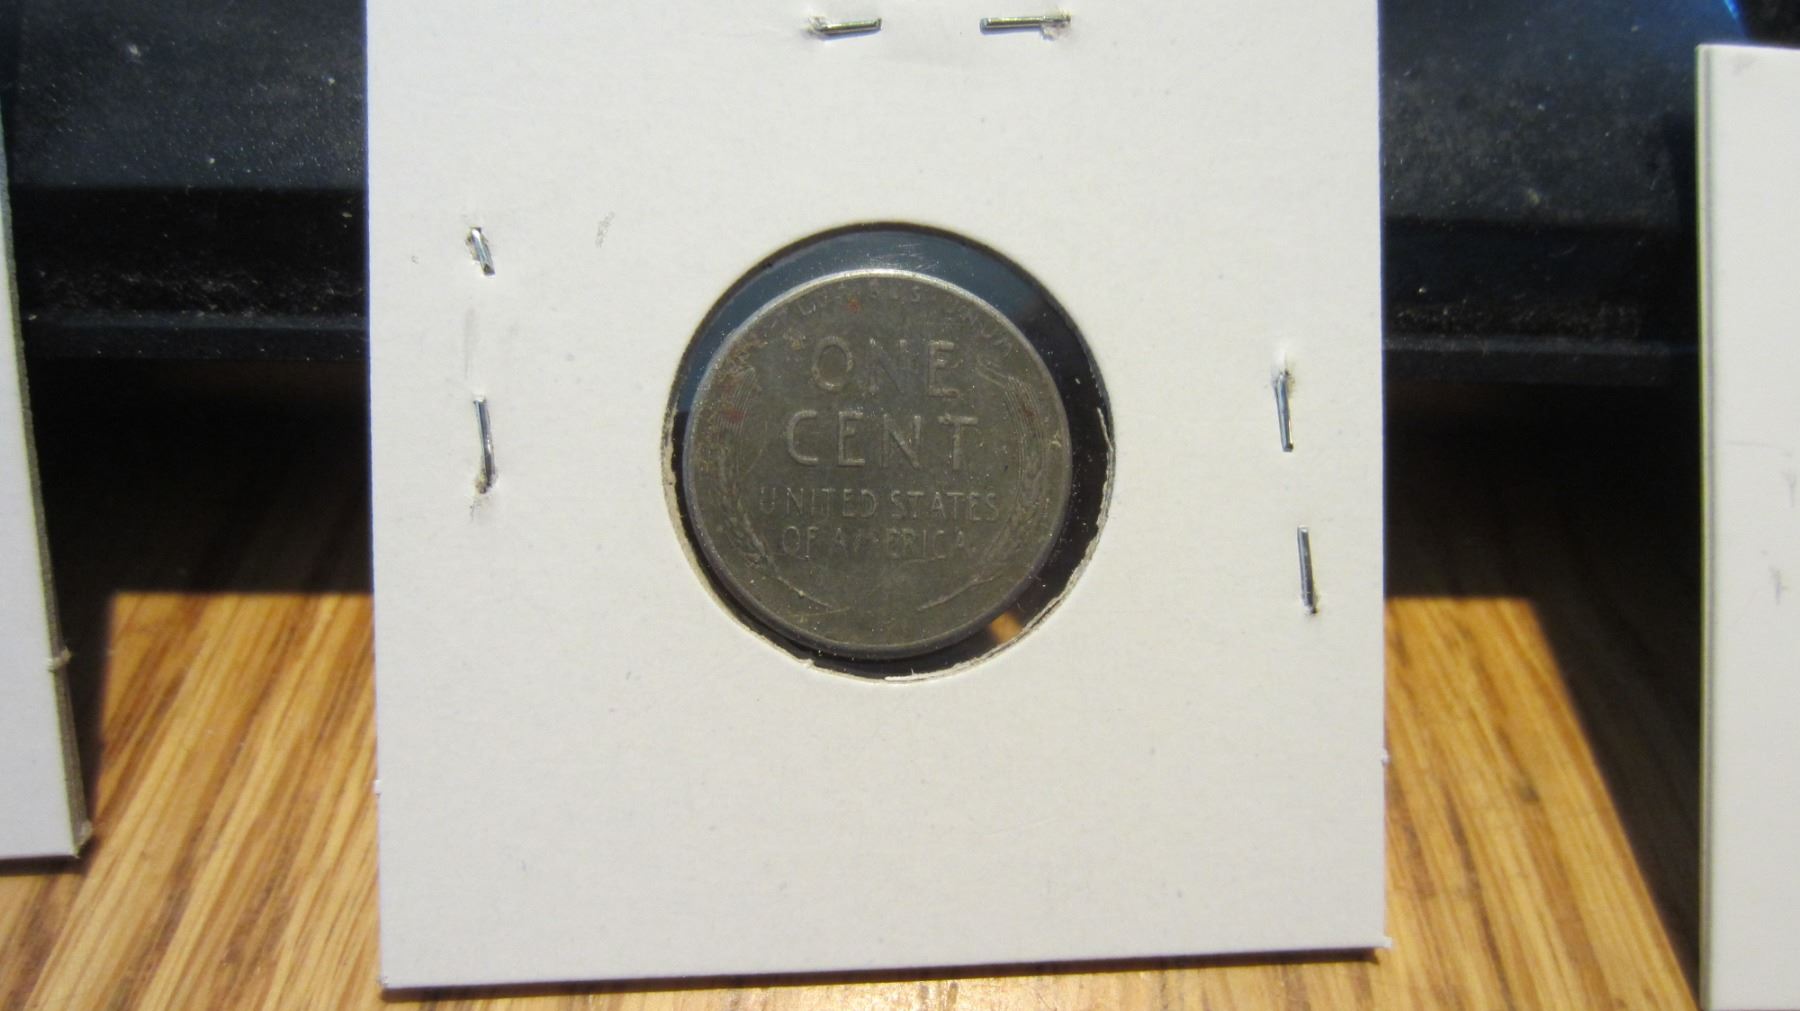 ONE
CENT
UNITED STATES
OF AMERICA